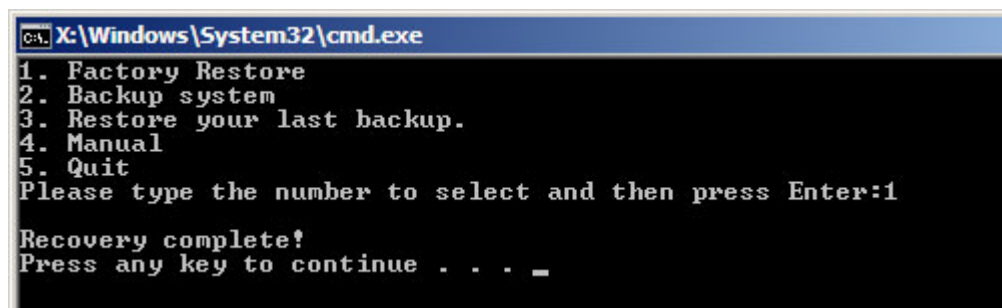 C:\. X:\Windows\System32\cmd.exe
1. Factory Restore
2. Backup system
3. Restore your last backup.
4. Manual
5. Quit
Please type the number to select and then press Enter:1
Recovery complete!
Press any key to continue . . . _